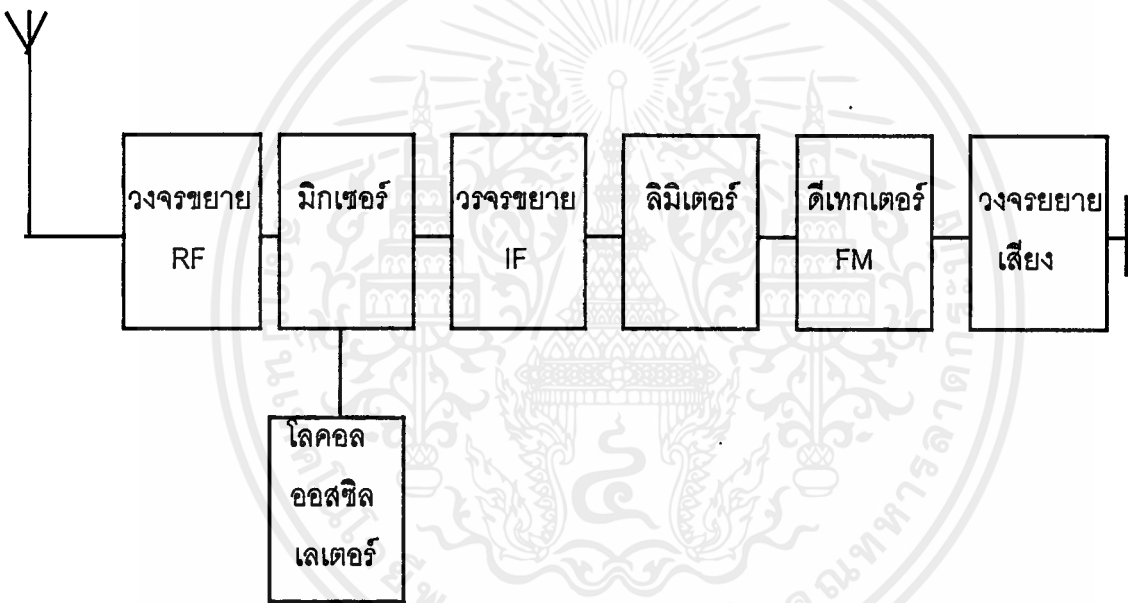 วงจรขยาย
RF
มิกเซอร์
วรจรขยาย
IF
ลิมิเตอร์
ดีเทกเตอร์
FM
วงจรยยาย
เสียง
โลคอล
ออสซิล
เลเตอร์